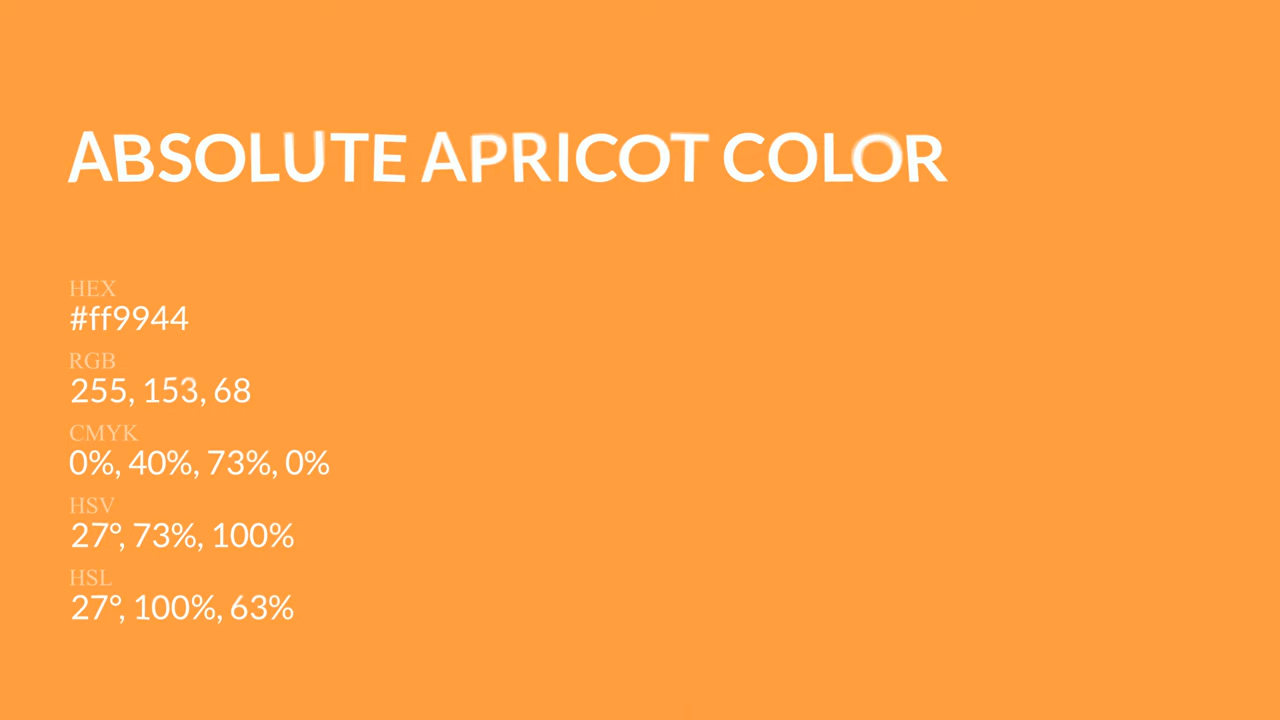 ABSOLUTE APRICOT COLOR
HEX
#ff9944
RGB
255, 153, 68
CMYK
0%, 40%, 73%, 0%
HSV
27°, 73%, 100%
HSL
27°, 100%, 63%